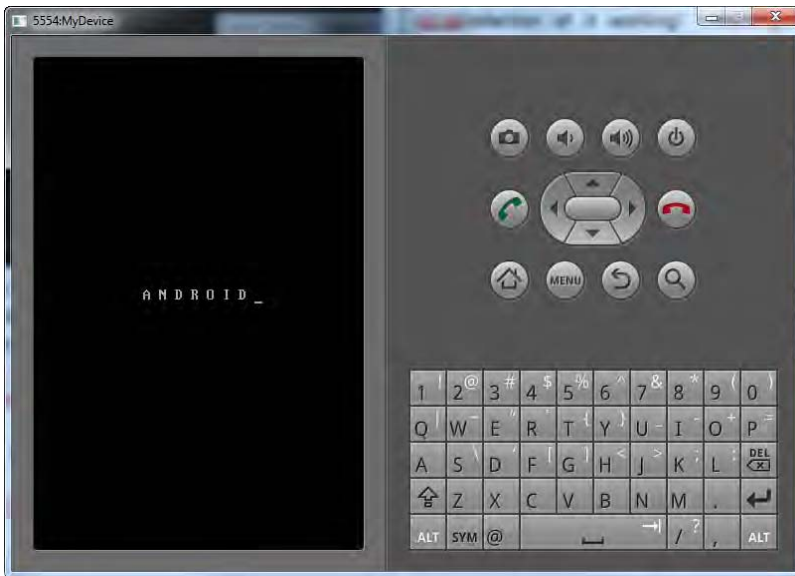 5554:MyDevice
ANDROID_
MENU
1 ! 2 @ 3 # 4 $ 5 % 6 ^ 7 & 8 * 9 ( 0 )
Q | W ~ E " R ` T { Y } U _ I - O + P =
A S \ D ' F [ G ] H < J > K ; L : DEL
Z X C V B N M .
ALT SYM @ / ? , ALT